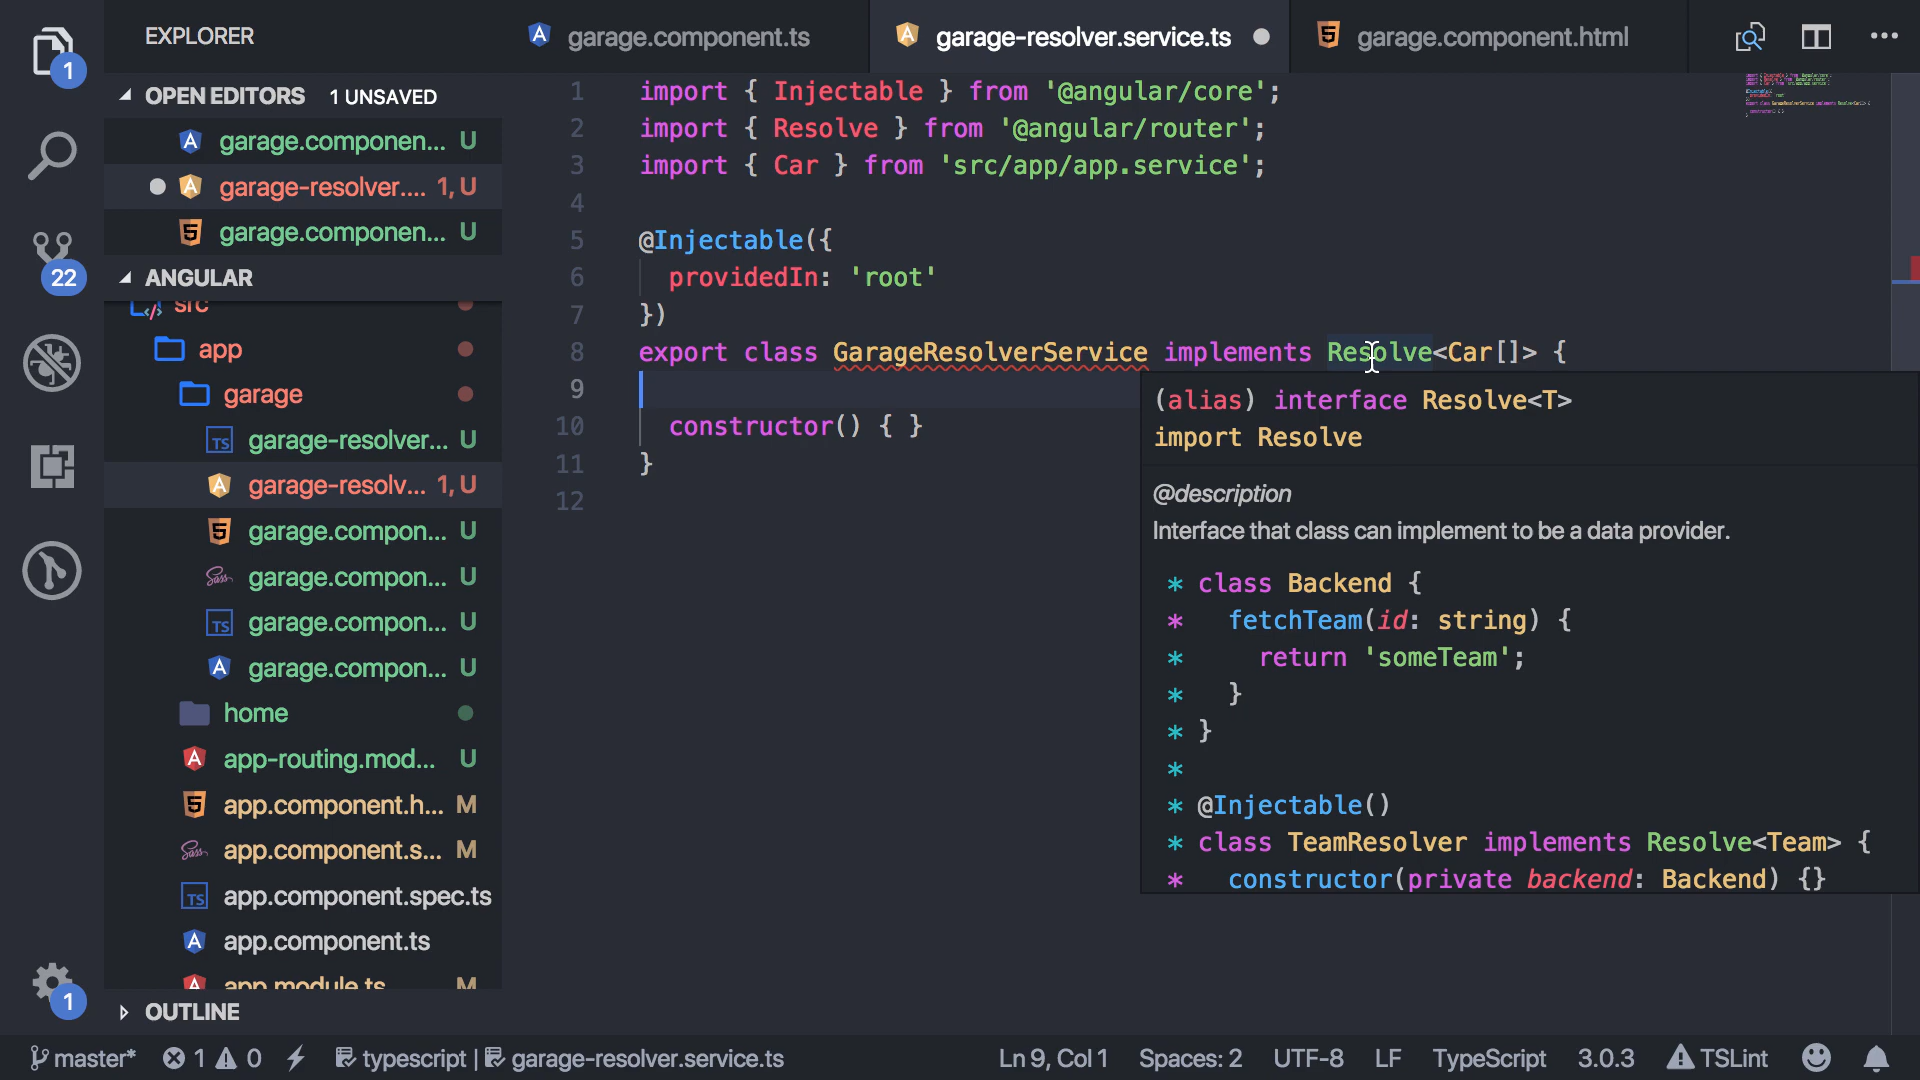 EXPLORER
garage.component.ts
garage-resolver.service.ts
garage.component.html
1
OPEN EDITORS 1 UNSAVED
garage.componen... U
garage-resolver.... 1, U
garage.componen... U
22
ANGULAR
src
app
garage
garage-resolver... U
garage-resolv... 1, U
garage.compon... U
garage.compon... U
garage.compon... U
garage.compon... U
home
app-routing.mod... U
app.component.h... M
app.component.s... M
app.component.spec.ts
app.component.ts
app.module.ts M
1
OUTLINE
1 import { Injectable } from '@angular/core';
2 import { Resolve } from '@angular/router';
3 import { Car } from 'src/app/app.service';
4
5 @Injectable({
6 providedIn: 'root'
7 })
8 export class GarageResolverService implements Resolve<Car[]> {
9
10 constructor() { }
11 }
12
(alias) interface Resolve<T>
import Resolve
@description
Interface that class can implement to be a data provider.
* class Backend {
* fetchTeam(id: string) {
* return 'someTeam';
* }
* }
*
* @Injectable()
* class TeamResolver implements Resolve<Team> {
* constructor(private backend: Backend) {}
master* 1 0 typescript | garage-resolver.service.ts Ln 9, Col 1 Spaces: 2 UTF-8 LF TypeScript 3.0.3 TSLint